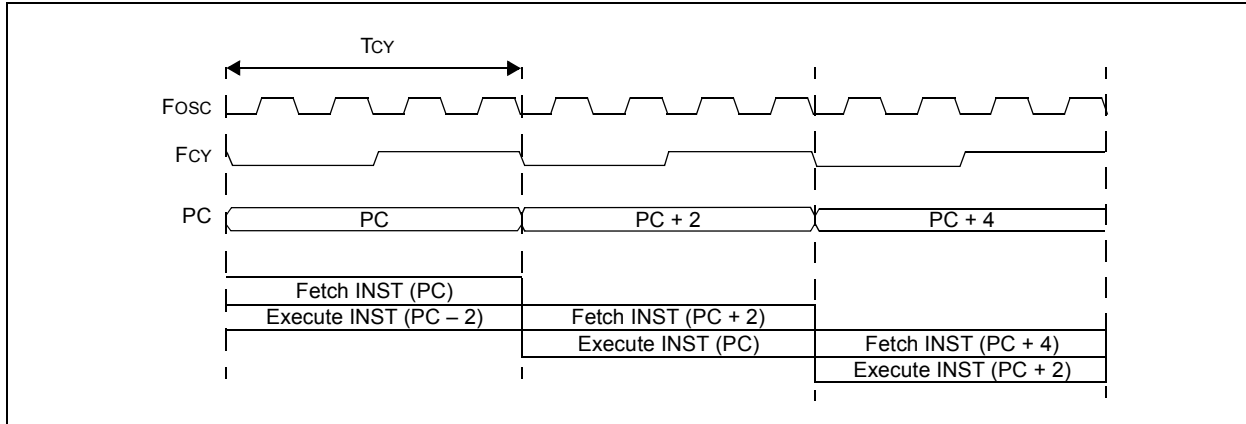 TCY
FOSC
FCY
PC PC PC + 2 PC + 4
Fetch INST (PC)
Execute INST (PC – 2) Fetch INST (PC + 2)
Execute INST (PC) Fetch INST (PC + 4)
Execute INST (PC + 2)